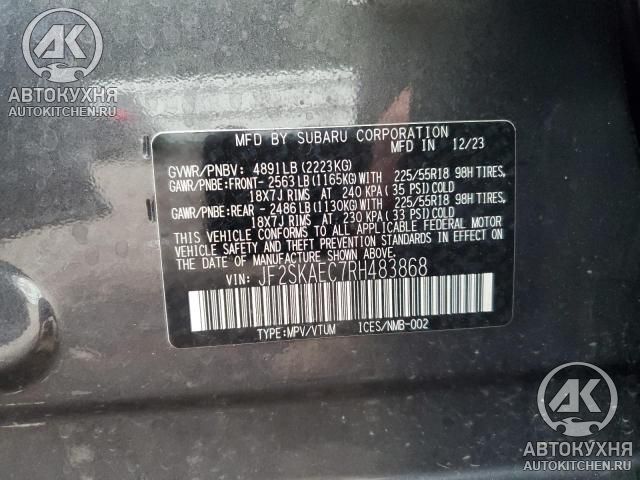 АК
АВТОКУХНЯ
AUTOKITCHEN.RU
MFD BY SUBARU CORPORATION
MFD IN 12/23
GVWR/PNBV: 4891LB (2223KG)
GAWR/PNBE:FRONT- 2563LB(1165KG)WITH 225/55R18 98H TIRES,
18X7J RIMS AT 240 KPA(35 PSI)COLD
GAWR/PNBE:REAR - 2486LB(1130KG)WITH 225/55R18 98H TIRES,
18X7J RIMS AT 230 KPA(33 PSI)COLD
THIS VEHICLE CONFORMS TO ALL APPLICABLE FEDERAL MOTOR
VEHICLE SAFETY AND THEFT PREVENTION STANDARDS IN EFFECT
ON THE DATE OF MANUFACTURE SHOWN ABOVE.
VIN: JF2SKAEC7RH483868
TYPE:MPV/VTUM ICES/NMB-002
АК
АВТОКУХНЯ
AUTOKITCHEN.RU